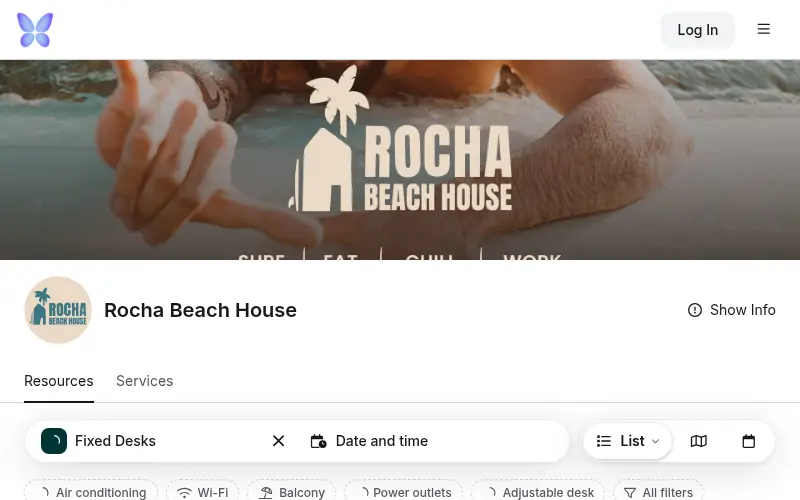 Log In
ROCHA
BEACH HOUSE
SURF | EAT | CHILL | WORK
ROCHA
BEACH HOUSE
Rocha Beach House
Show Info
Resources
Services
Fixed Desks
Date and time
List
Air conditioning
Wi-Fi
Balcony
Power outlets
Adjustable desk
All filters